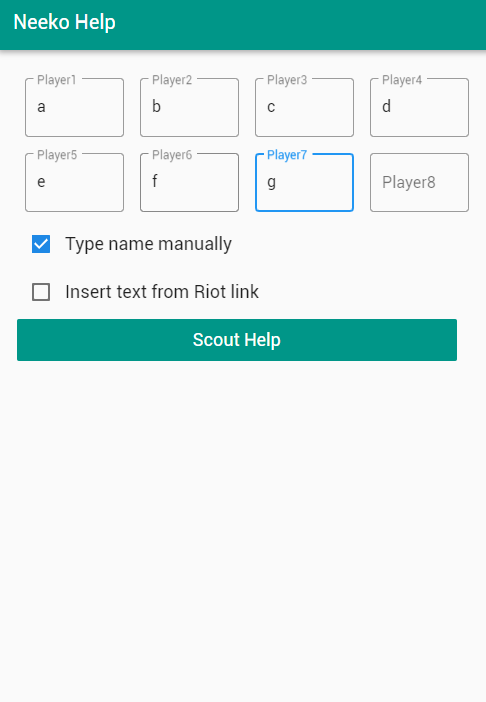 Neeko Help
Player1 Player2 Player3 Player4
a b c d
Player5 Player6 Player7
e f g Player8
Type name manually
Insert text from Riot link
Scout Help